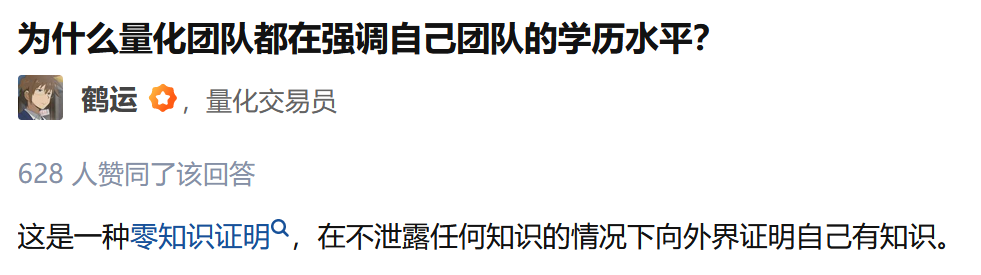 为什么量化团队都在强调自己团队的学历水平？
鹤运 ，量化交易员
628 人赞同了该回答
这是一种零知识证明，在不泄露任何知识的情况下向外界证明自己有知识。